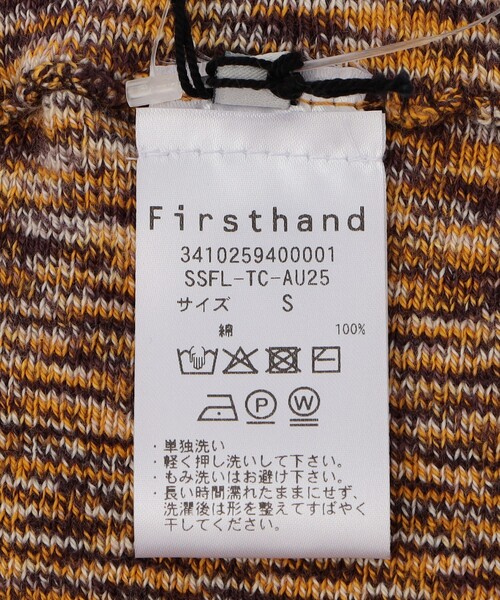 Firsthand
3410259400001
SSFL-TC-AU25
サイズ S
綿 100%
P W
・単独洗い
・軽く押し洗いして下さい。
・もみ洗いはお避け下さい。
・長い時間濡れたままにせず、
洗濯後は形を整えてすばやく
干してください。